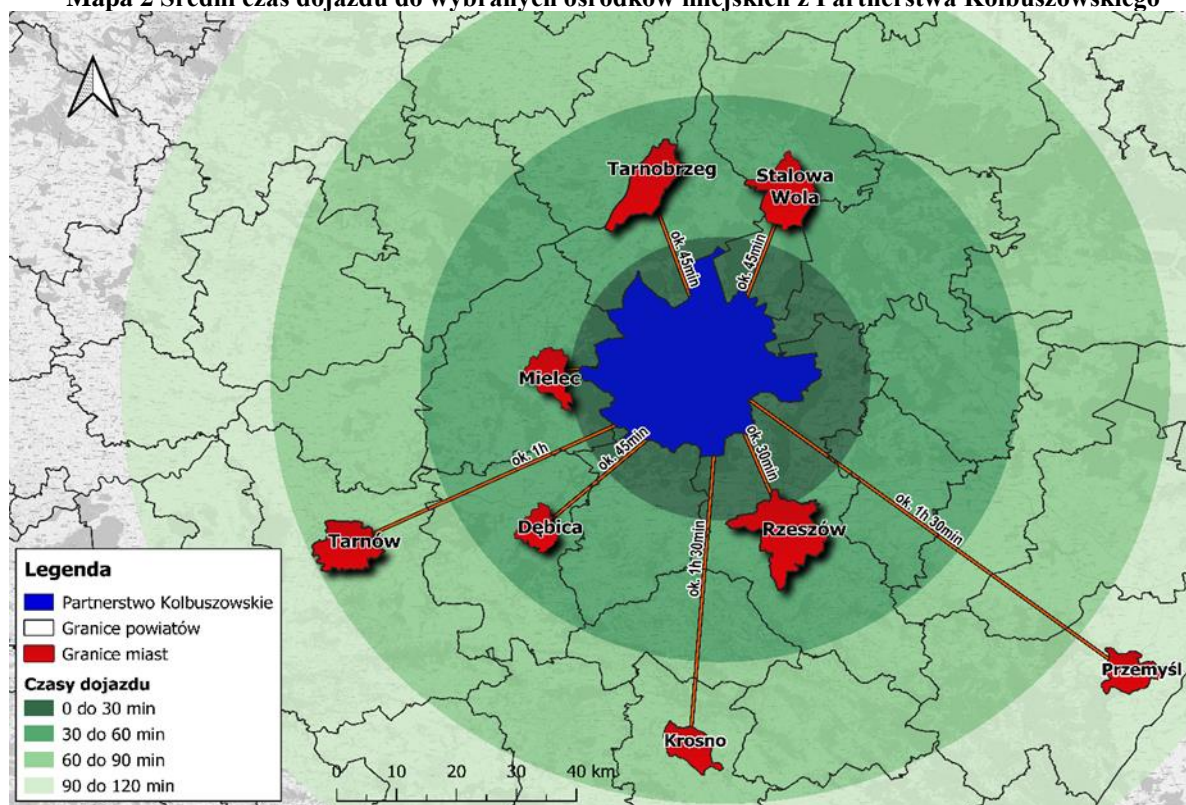 Mapa 2 Średni czas dojazdu do wybranych ośrodków miejskich z Partnerstwa Kolbuszowskiego
Tarnobrzeg
Stalowa
Wola
ok. 45min
ok. 45min
Mielec
ok. 1h
ok. 45min
ok. 30min
ok. 1h 30min
ok. 1h 30min
Tarnów
Dębica
Rzeszów
Przemyśl
Krosno
Legenda
Partnerstwo Kolbuszowskie
Granice powiatów
Granice miast
Czasy dojazdu
0 do 30 min
30 do 60 min
60 do 90 min
90 do 120 min
0 10 20 30 40 km